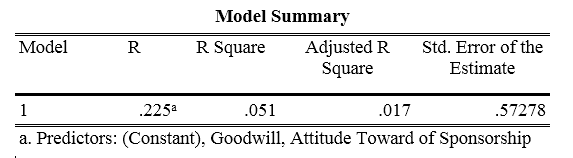 Model Summary
Model R R Square Adjusted R Square Std. Error of the Estimate
1 .225a .051 .017 .57278
a. Predictors: (Constant), Goodwill, Attitude Toward of Sponsorship